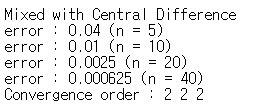 Mixed with Central Difference
error : 0.04 (n = 5)
error : 0.01 (n = 10)
error : 0.0025 (n = 20)
error : 0.000625 (n = 40)
Convergence order : 2 2 2